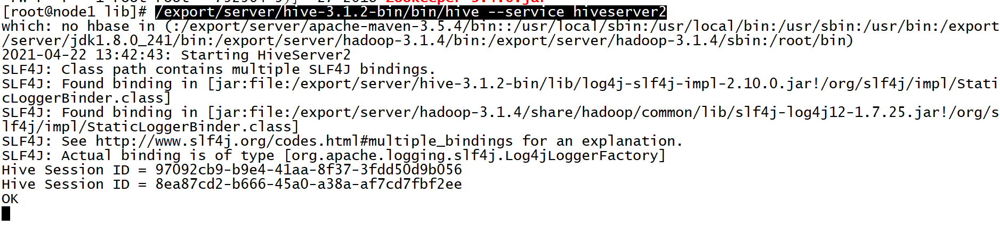 [root@node1 lib]# /export/server/hive-3.1.2-bin/bin/hive --service hiveserver2
which: no hbase in (:/export/server/apache-maven-3.5.4/bin::/usr/local/sbin:/usr/local/bin:/usr/sbin:/usr/bin:/export
/server/jdk1.8.0_241/bin:/export/server/hadoop-3.1.4/bin:/export/server/hadoop-3.1.4/sbin:/root/bin)
2021-04-22 13:42:43: Starting HiveServer2
SLF4J: Class path contains multiple SLF4J bindings.
SLF4J: Found binding in [jar:file:/export/server/hive-3.1.2-bin/lib/log4j-slf4j-impl-2.10.0.jar!/org/slf4j/impl/Stati
cLoggerBinder.class]
SLF4J: Found binding in [jar:file:/export/server/hadoop-3.1.4/share/hadoop/common/lib/slf4j-log4j12-1.7.25.jar!/org/s
lf4j/impl/StaticLoggerBinder.class]
SLF4J: See http://www.slf4j.org/codes.html#multiple_bindings for an explanation.
SLF4J: Actual binding is of type [org.apache.logging.slf4j.Log4jLoggerFactory]
Hive Session ID = 97092cb9-b9e4-41aa-8f37-3fdd50d9b056
Hive Session ID = 8ea87cd2-b666-45a0-a38a-af7cd7fbf2ee
OK